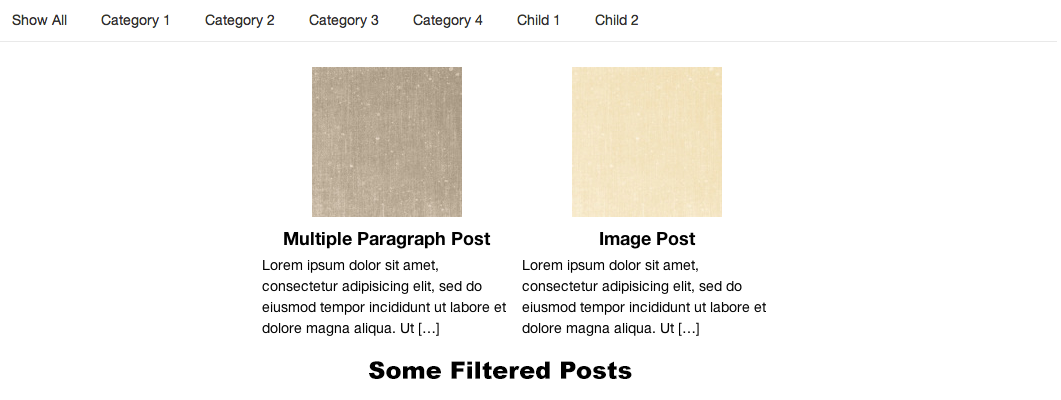 Show All Category 1 Category 2 Category 3 Category 4 Child 1 Child 2
Multiple Paragraph Post
Lorem ipsum dolor sit amet,
consectetur adipisicing elit, sed do
eiusmod tempor incididunt ut labore et
dolore magna aliqua. Ut […]
Image Post
Lorem ipsum dolor sit amet,
consectetur adipisicing elit, sed do
eiusmod tempor incididunt ut labore et
dolore magna aliqua. Ut […]
Some Filtered Posts